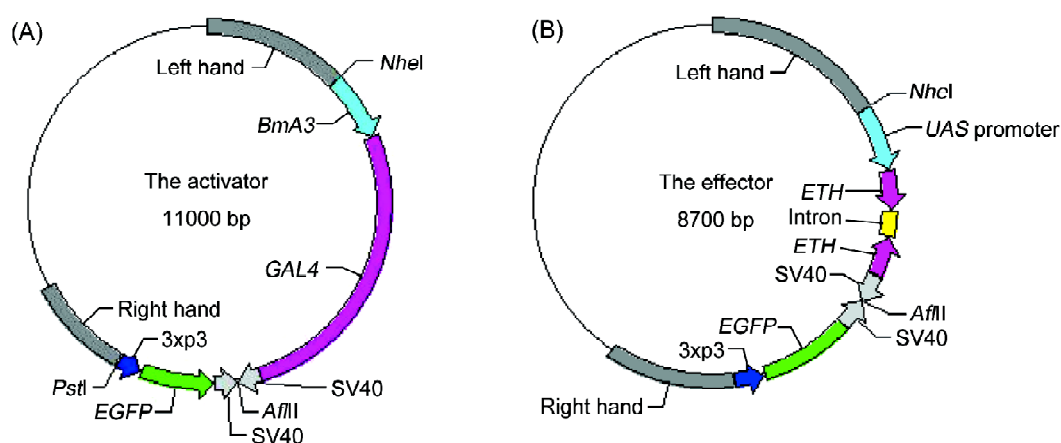 (A)
Left hand
NheI
BmA3
The activator
11000 bp
GAL4
Right hand
3xp3
PstI
EGFP
SV40
AflII
SV40
(B)
Left hand
NhcI
UAS promoter
The effector
8700 bp
ETH
Intron
ETH
SV40
AflII
SV40
EGFP
3xp3
Right hand